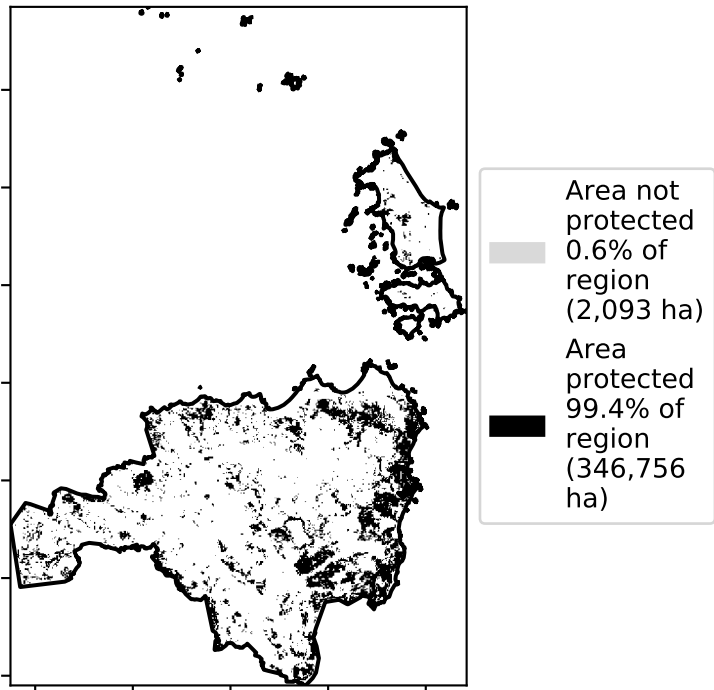 Area not
protected
0.6% of
region
(2,093 ha)
Area
protected
99.4% of
region
(346,756
ha)